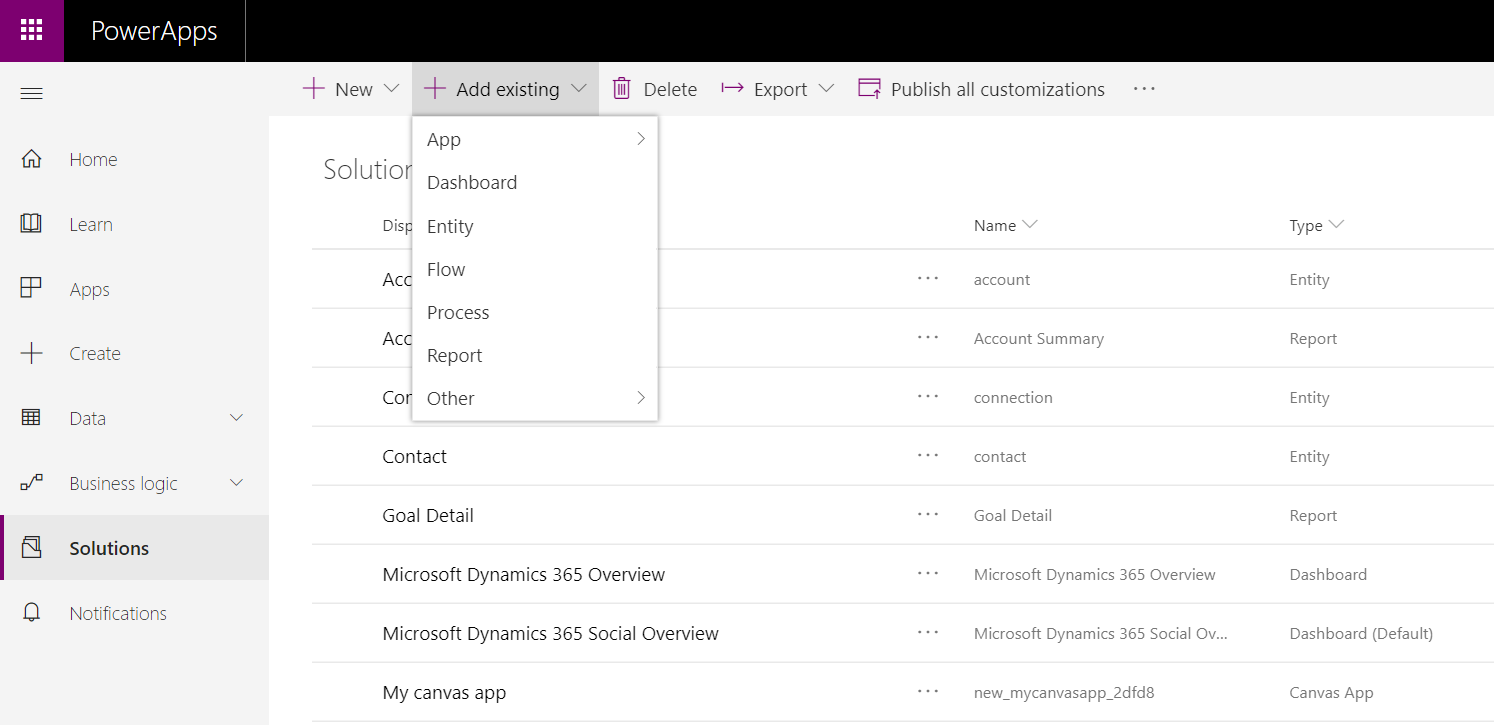 PowerApps
New
Add existing
Delete
Export
Publish all customizations
Home
Learn
Apps
Create
Data
Business logic
Solutions
Notifications
App
Dashboard
Entity
Flow
Process
Report
Other
Solution
Disp Name Type
Acc account Entity
Acc Account Summary Report
Con connection Entity
Contact contact Entity
Goal Detail Goal Detail Report
Microsoft Dynamics 365 Overview Microsoft Dynamics 365 Overview Dashboard
Microsoft Dynamics 365 Social Overview Microsoft Dynamics 365 Social Ov... Dashboard (Default)
My canvas app new_mycanvasapp_2dfd8 Canvas App